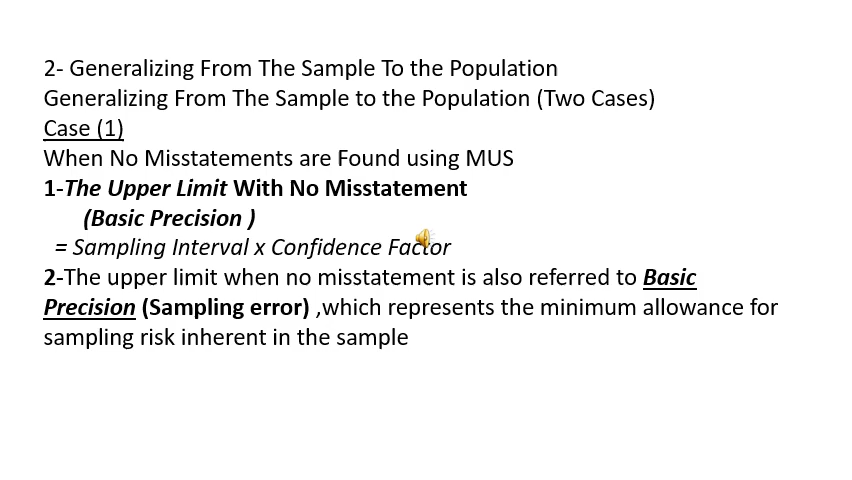 2- Generalizing From The Sample To the Population
Generalizing From The Sample to the Population (Two Cases)
Case (1)
When No Misstatements are Found using MUS
1-The Upper Limit With No Misstatement
(Basic Precision )
= Sampling Interval x Confidence Factor
2-The upper limit when no misstatement is also referred to Basic
Precision (Sampling error) ,which represents the minimum allowance for
sampling risk inherent in the sample